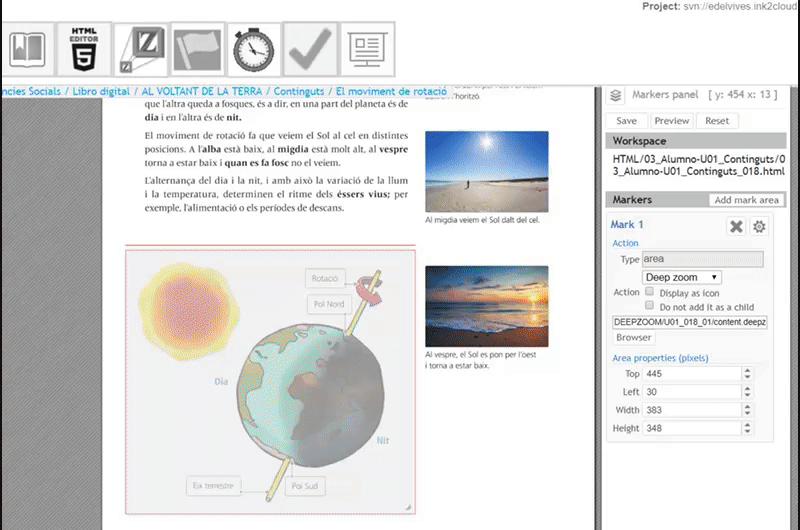 Project: svn://edelvives.ink2cloud
HTML
EDITOR
5
Z
ncies Socials / Libro digital / AL VOLTANT DE LA TERRA / Continguts / El moviment de rotació
l'horitzó.
que l'altra queda a fosques, és a dir, en una part del planeta és de
dia i en l'altra és de nit.
El moviment de rotació fa que veiem el Sol al cel en distintes
posicions. A l'alba està baix, al migdia està molt alt, al vespre
torna a estar baix i quan es fa fosc no el veiem.
L'alternança del dia i la nit, i amb això la variació de la llum
i la temperatura, determinen el ritme dels éssers vius; per
exemple, l'alimentació o els períodes de descans.
Al migdia veiem el Sol dalt del cel.
Rotació
Pol Nord
Dia
Nit
Eix terrestre
Pol Sud
Al vespre, el Sol es pon per l'oest
i torna a estar baix.
Markers panel [ y: 454 x: 13 ]
Save Preview Reset
Workspace
HTML/03_Alumno-U01_Continguts/0
3_Alumno-U01_Continguts_018.html
Markers Add mark area
Mark 1
Action
Type area
Deep zoom
Action Display as icon
Do not add it as a child
DEEPZOOM/U01_018_01/content.deepz
Browser
Area properties (pixels)
Top 445
Left 30
Width 383
Height 348